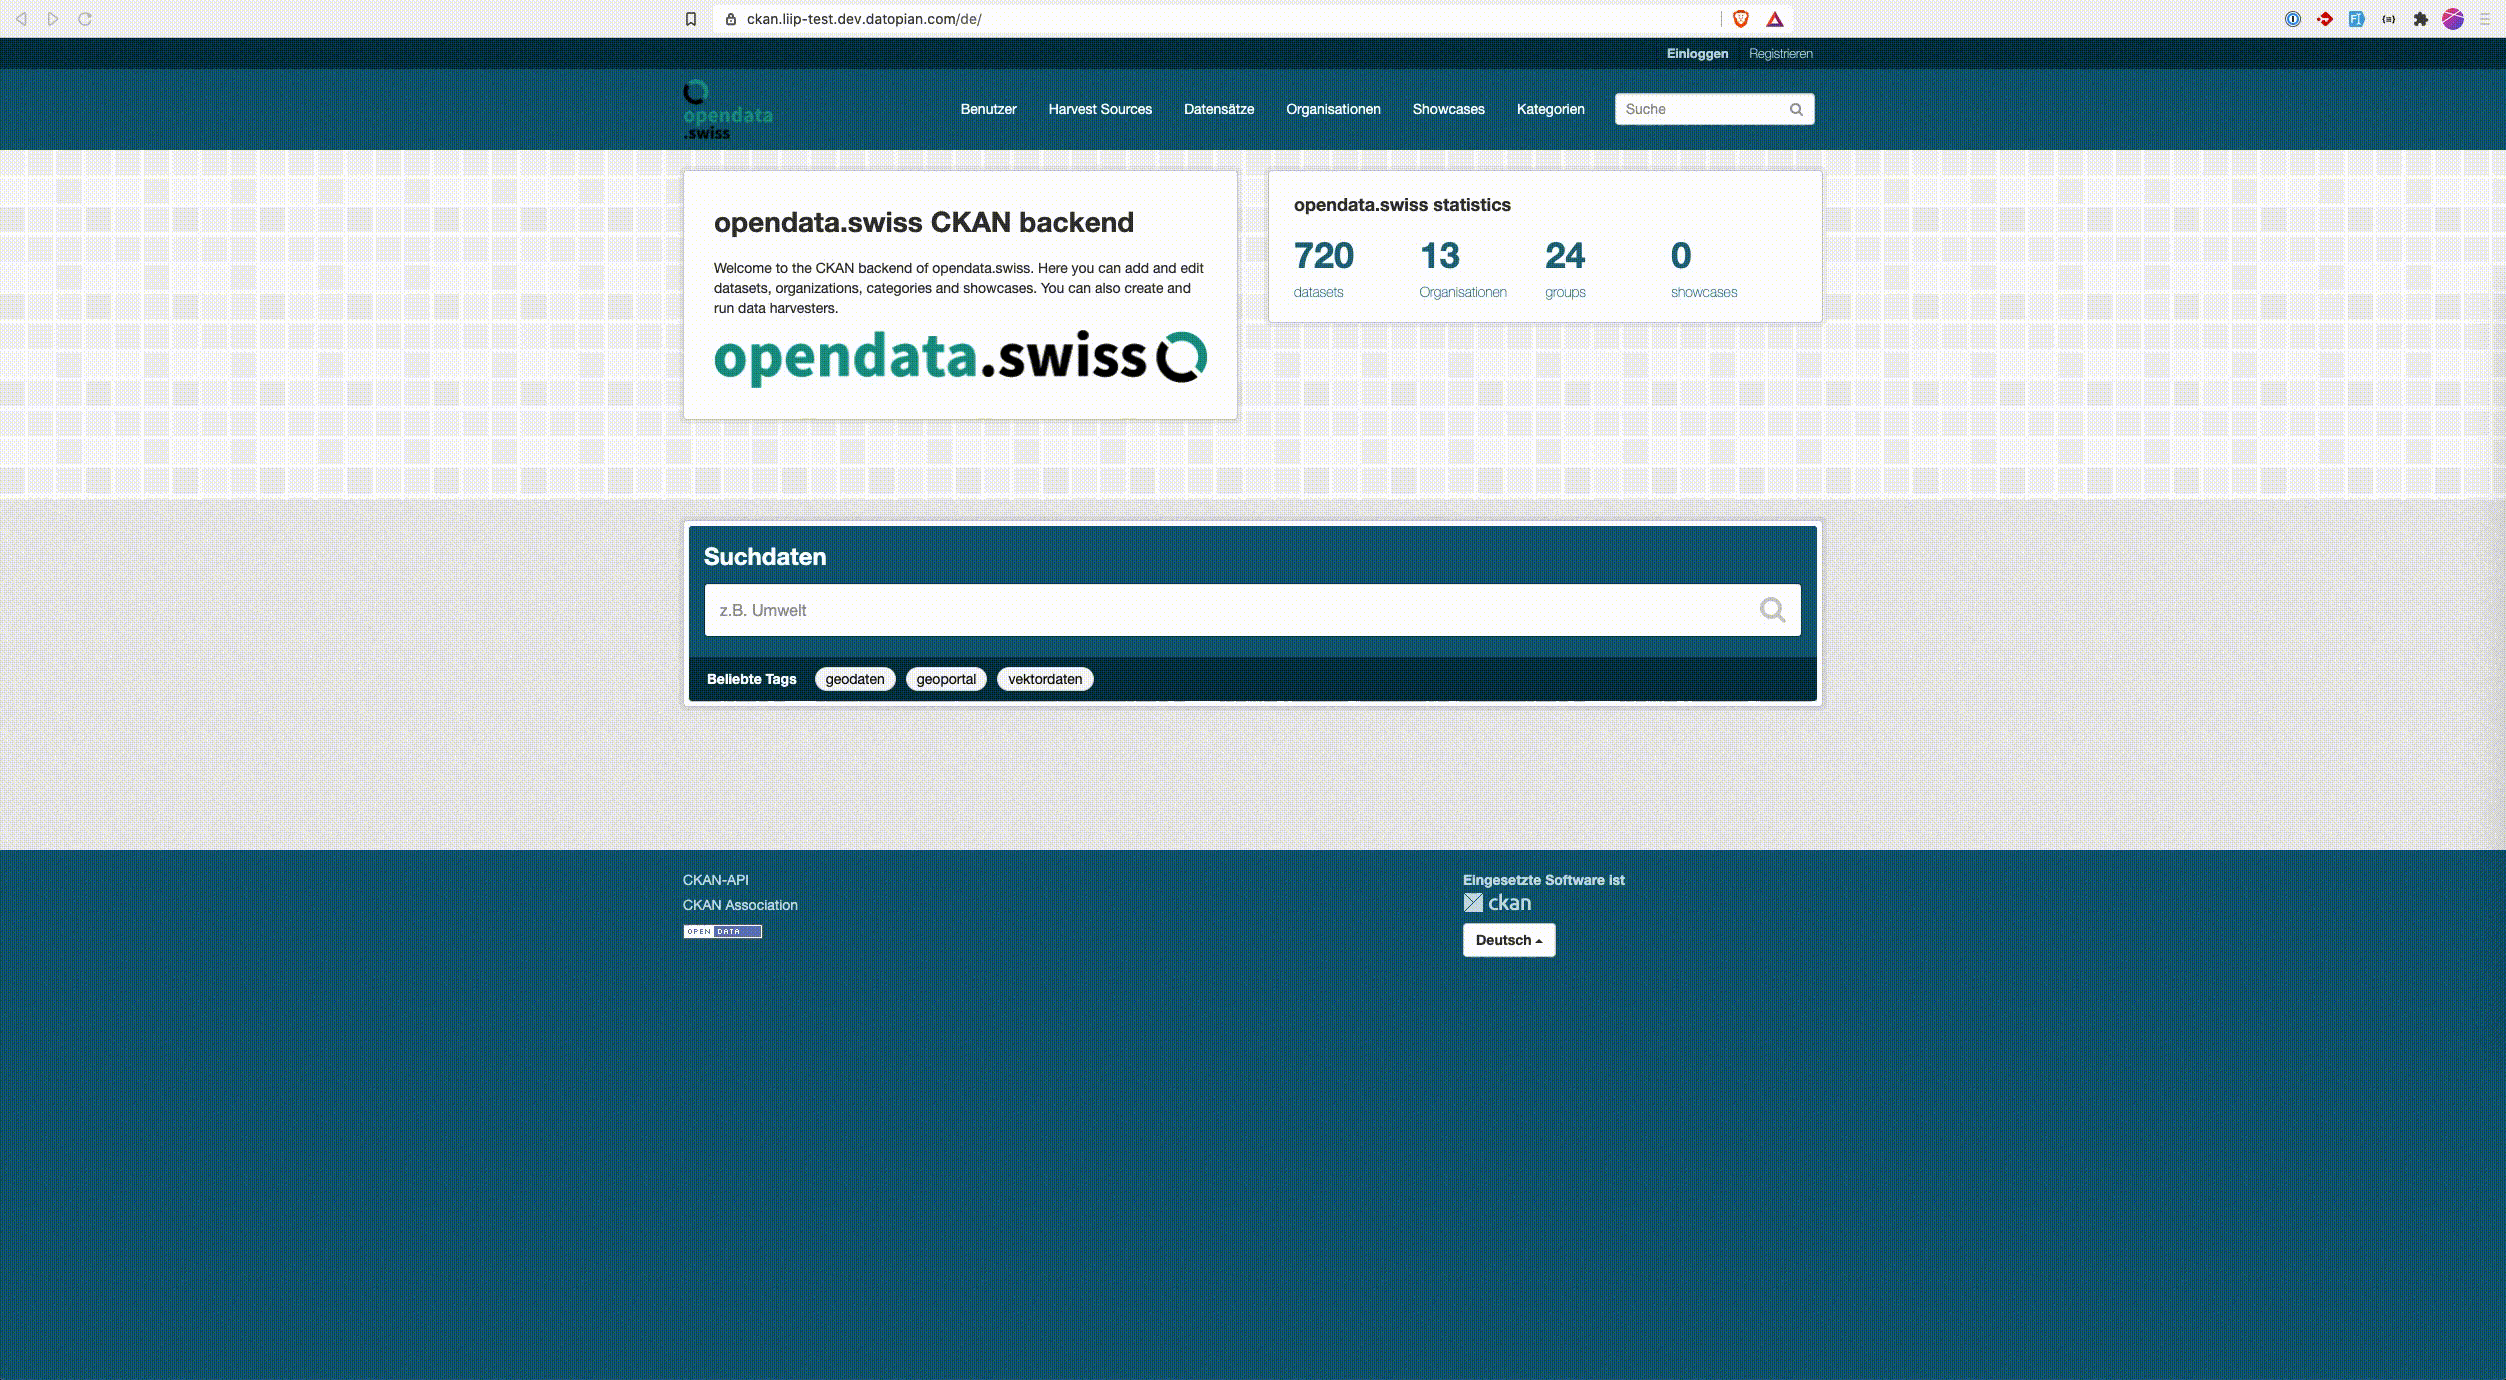 ckan.liip-test.dev.datopian.com/de/
Einloggen Registrieren
opendata
.swiss
Benutzer Harvest Sources Datensätze Organisationen Showcases Kategorien Suche
opendata.swiss CKAN backend
Welcome to the CKAN backend of opendata.swiss. Here you can add and edit
datasets, organizations, categories and showcases. You can also create and
run data harvesters.
opendata.swiss
opendata.swiss statistics
720 13 24 0
datasets Organisationen groups showcases
Suchdaten
z.B. Umwelt
Beliebte Tags geodaten geoportal vektordaten
CKAN-API
CKAN Association
OPEN DATA
Eingesetzte Software ist
ckan
Deutsch